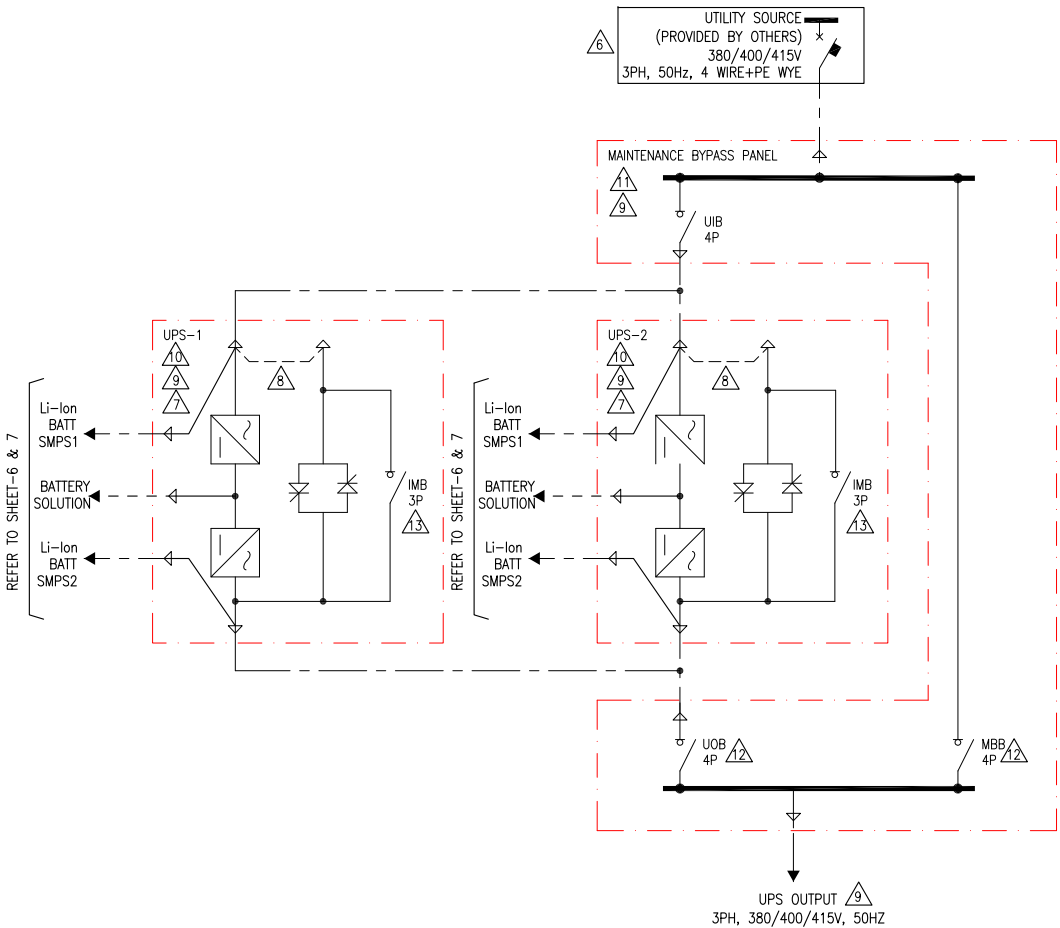 UTILITY SOURCE
(PROVIDED BY OTHERS)
380/400/415V
3PH, 50Hz, 4 WIRE+PE WYE
6
MAINTENANCE BYPASS PANEL
11
9
UIB
4P
UPS-1
10
9
7
8
Li-Ion
BATT
SMPS1
BATTERY
SOLUTION
Li-Ion
BATT
SMPS2
REFER TO SHEET-6 & 7
IMB
3P
13
UPS-2
10
9
7
8
Li-Ion
BATT
SMPS1
BATTERY
SOLUTION
Li-Ion
BATT
SMPS2
REFER TO SHEET-6 & 7
IMB
3P
13
UOB
4P
12
MBB
4P
12
UPS OUTPUT 9
3PH, 380/400/415V, 50HZ